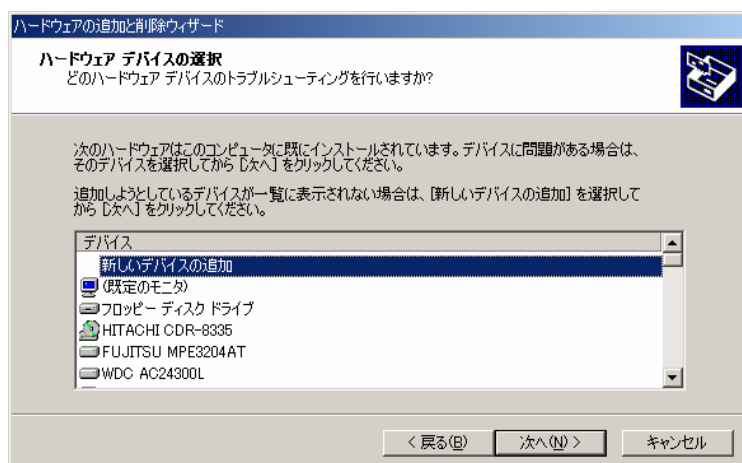 ハードウェアの追加と削除ウィザード
ハードウェア デバイスの選択
どのハードウェア デバイスのトラブルシューティングを行いますか?
次のハードウェアはこのコンピュータに既にインストールされています。デバイスに問題がある場合は、
そのデバイスを選択してから [次へ] をクリックしてください。
追加しようとしているデバイスが一覧に表示されない場合は、[新しいデバイスの追加] を選択して
から [次へ] をクリックしてください。
デバイス
新しいデバイスの追加
(既定のモニタ)
フロッピー ディスク ドライブ
HITACHI CDR-8335
FUJITSU MPE3204AT
WDC AC24300L
< 戻る(B)
次へ(N) >
キャンセル